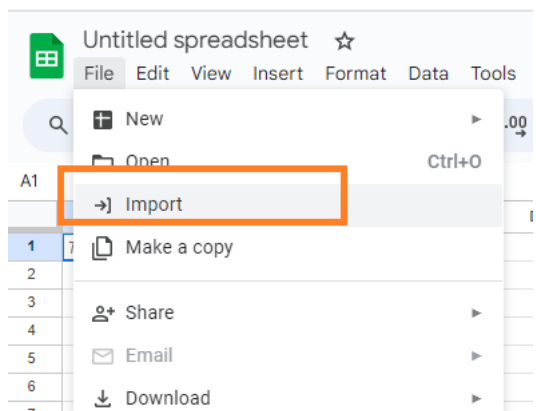 Untitled spreadsheet
File Edit View Insert Format Data Tools
New
.00
Open Ctrl+O
A1
Import
1
Make a copy
2
3
Share
4
5 Email
6
Download